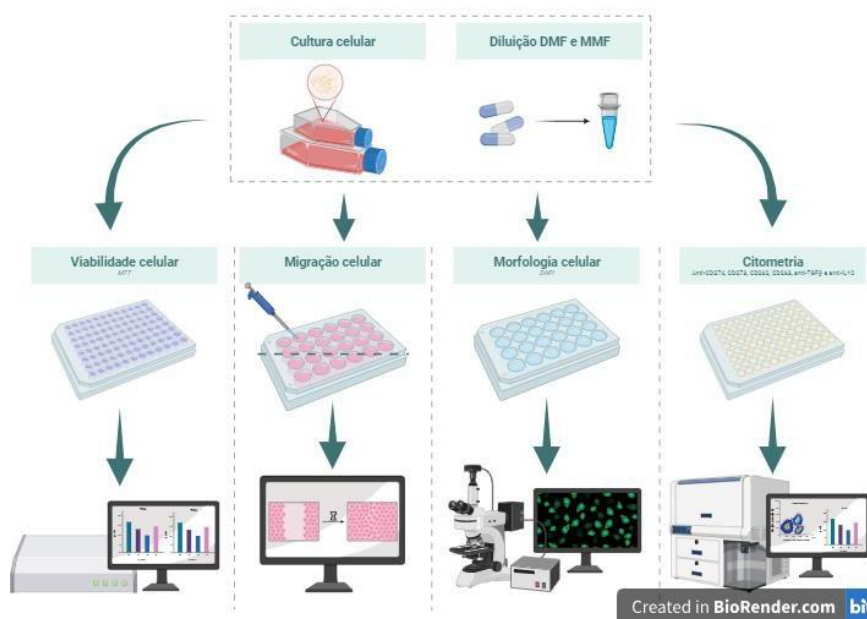 Cultura celular
Diluição DMF e MMF
Viabilidade celular
MTT
Migração celular
Morfologia celular
DAPI
Citometria
Created in BioRender.com